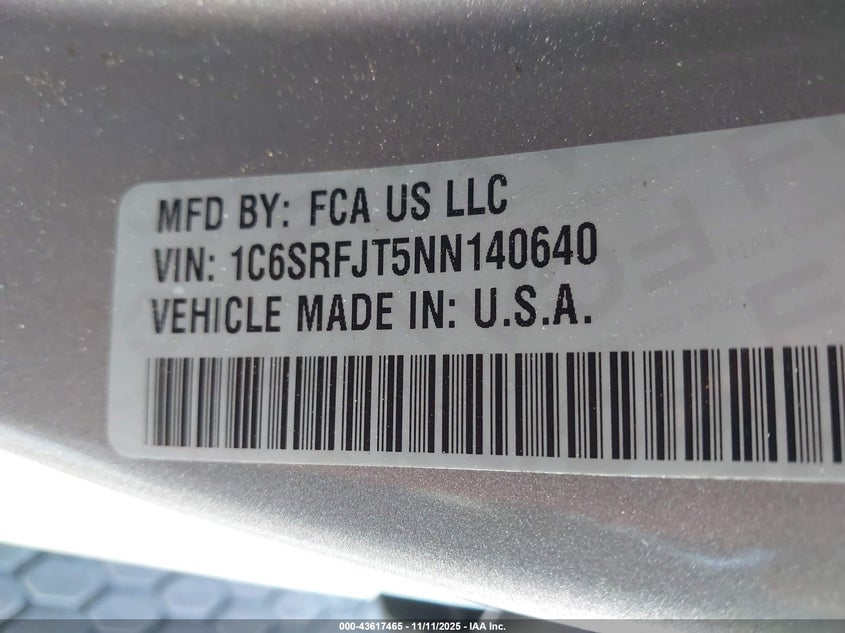 MFD BY: FCA US LLC
VIN: 1C6SRFJT5NN140640
VEHICLE MADE IN: U.S.A.
000-43617465 - 11/11/2025 - IAA Inc.